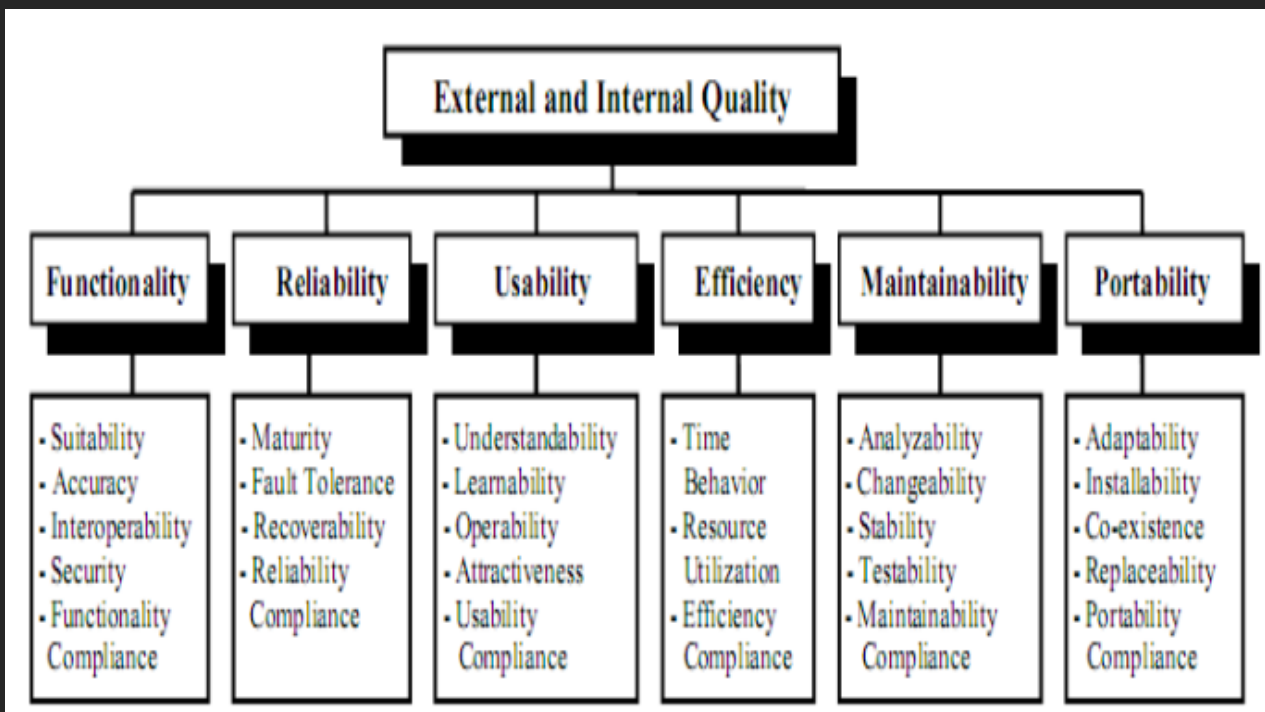 External and Internal Quality
Functionality
Reliability
Usability
Efficiency
Maintainability
Portability
- Suitability
- Accuracy
- Interoperability
- Security
- Functionality
Compliance
- Maturity
- Fault Tolerance
- Recoverability
- Reliability
Compliance
- Understandability
- Learnability
- Operability
- Attractiveness
- Usability
Compliance
- Time
Behavior
- Resource
Utilization
- Efficiency
Compliance
- Analyzability
- Changeability
- Stability
- Testability
- Maintainability
Compliance
- Adaptability
- Installability
- Co-existence
- Replaceability
- Portability
Compliance